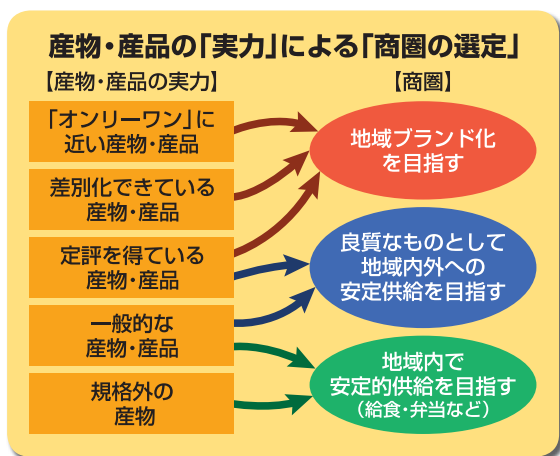 産物・産品の「実力」による「商圏の選定」
【産物・産品の実力】
【商圏】
「オンリーワン」に
近い産物・産品
差別化できている
産物・産品
定評を得ている
産物・産品
一般的な
産物・産品
規格外の
産物
地域ブランド化
を目指す
良質なものとして
地域内外への
安定供給を目指す
地域内で
安定的供給を目指す
（給食・弁当など）